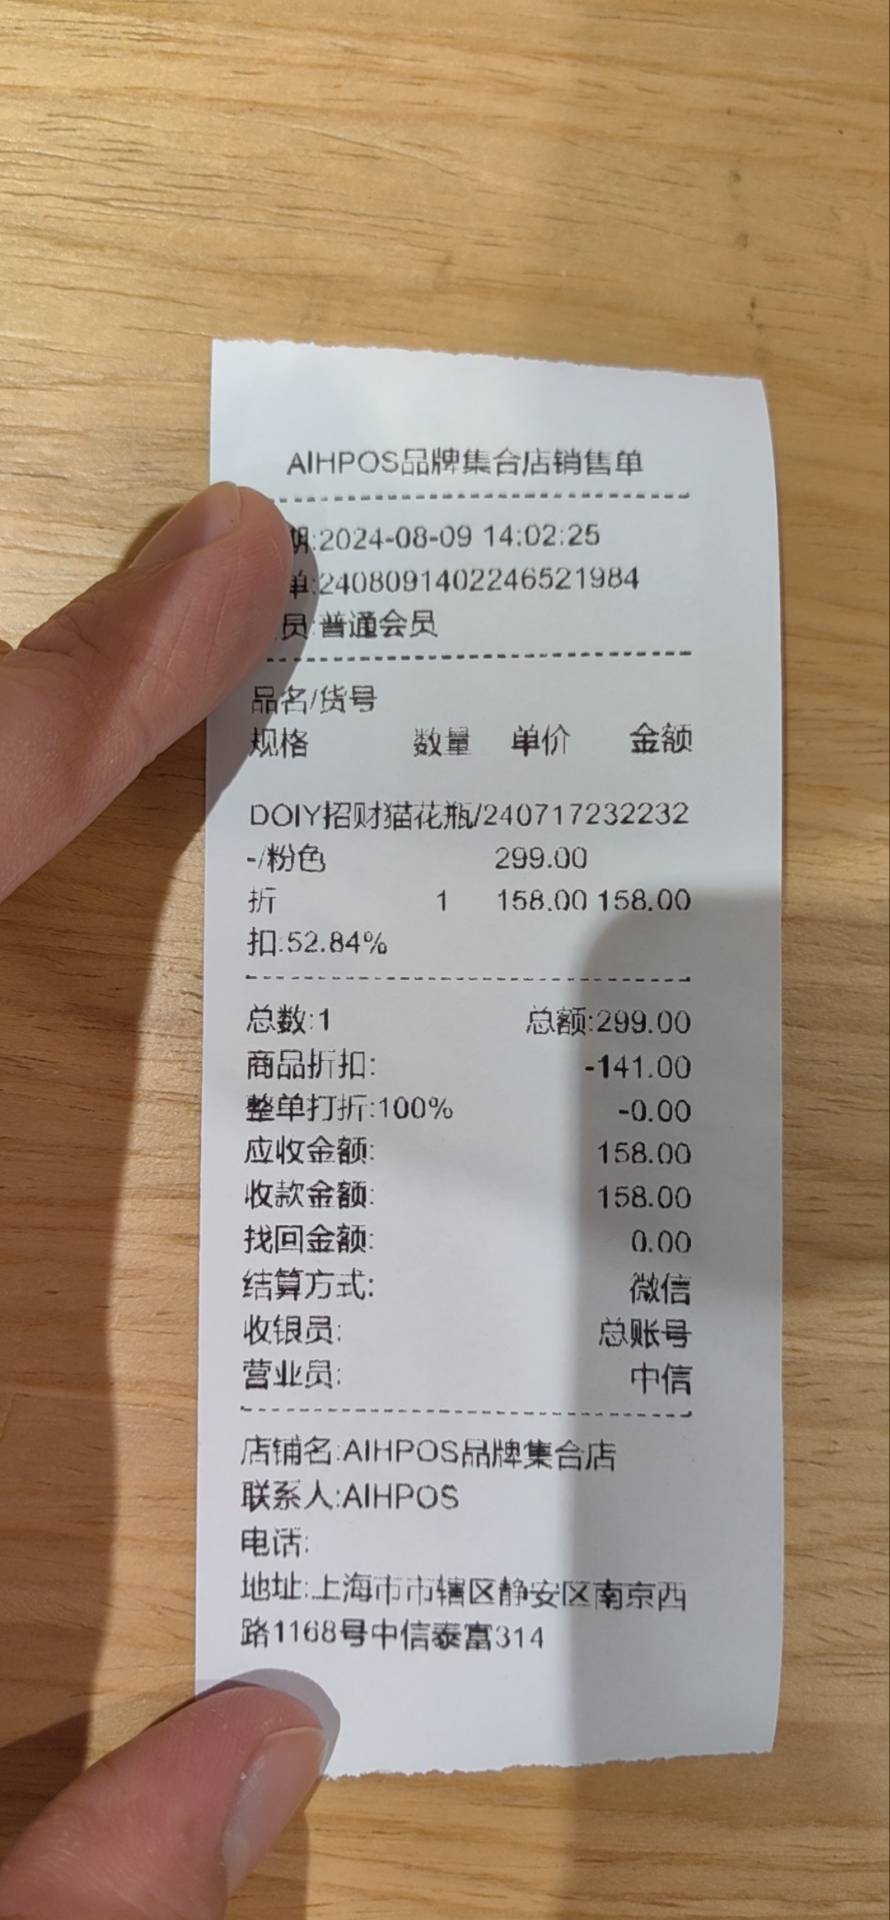 AIHPOS品牌集合店销售单
期:2024-08-09 14:02:25
单:2408091402246521984
员:普通会员
品名/货号
规格 数量 单价 金额
DOIY招财猫花瓶/240717232232
-/粉色 299.00
折 1 158.00 158.00
扣:52.84%
总数:1 总额:299.00
商品折扣: -141.00
整单打折:100% -0.00
应收金额: 158.00
收款金额: 158.00
找回金额: 0.00
结算方式: 微信
收银员: 总账号
营业员: 中信
店铺名:AIHPOS品牌集合店
联系人:AIHPOS
电话:
地址:上海市市辖区静安区南京西
路1168号中信泰富314